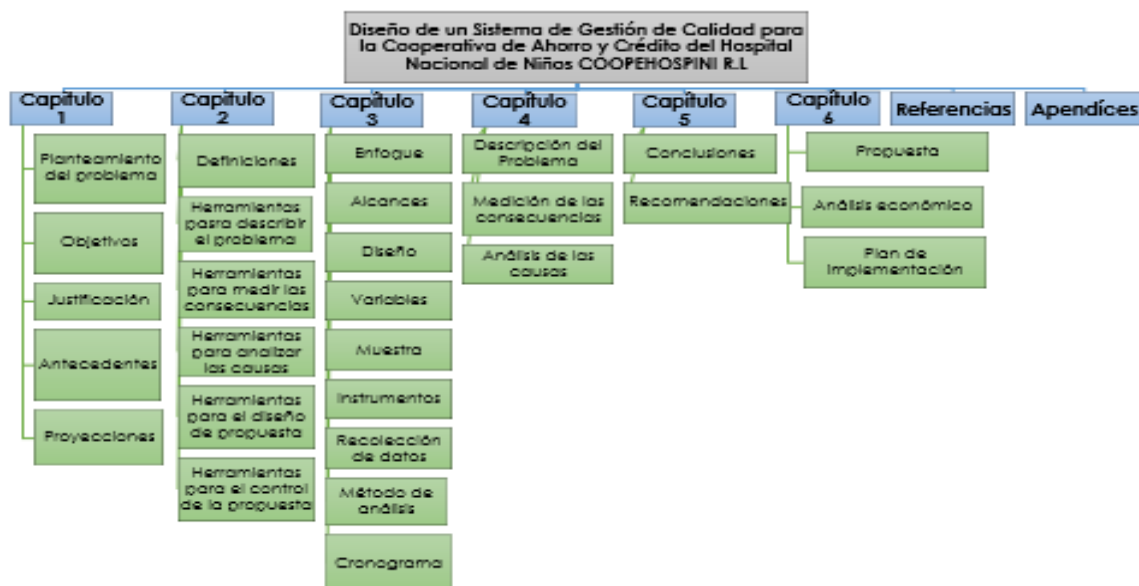 Diseño de un Sistema de Gestión de Calidad para
la Cooperativa de Ahorro y Crédito del Hospital
Nacional de Niños COOPEHOSPINI R.L
Capítulo
1
Planteamiento
del problema
Objetivos
Justificación
Antecedentes
Proyecciones
Capítulo
2
Definiciones
Herramientas
pasra describir
el problema
Herramientas
para medir las
consecuencias
Herramientas
para analizar
las causas
Herramientas
para el diseño
de propuesta
Herramientas
para el control
de la propuesta
Capítulo
3
Enfoque
Alcances
Diseño
Variables
Muestra
Instrumentos
Recolección
de datos
Método de
análisis
Cronograma
Capítulo
4
Descripción del
Problema
Medición de las
consecuencias
Análisis de las
causas
Capítulo
5
Conclusiones
Recomendaciones
Capítulo
6
Propuesta
Análisis económico
Plan de
Implementación
Referencias
Apendíces